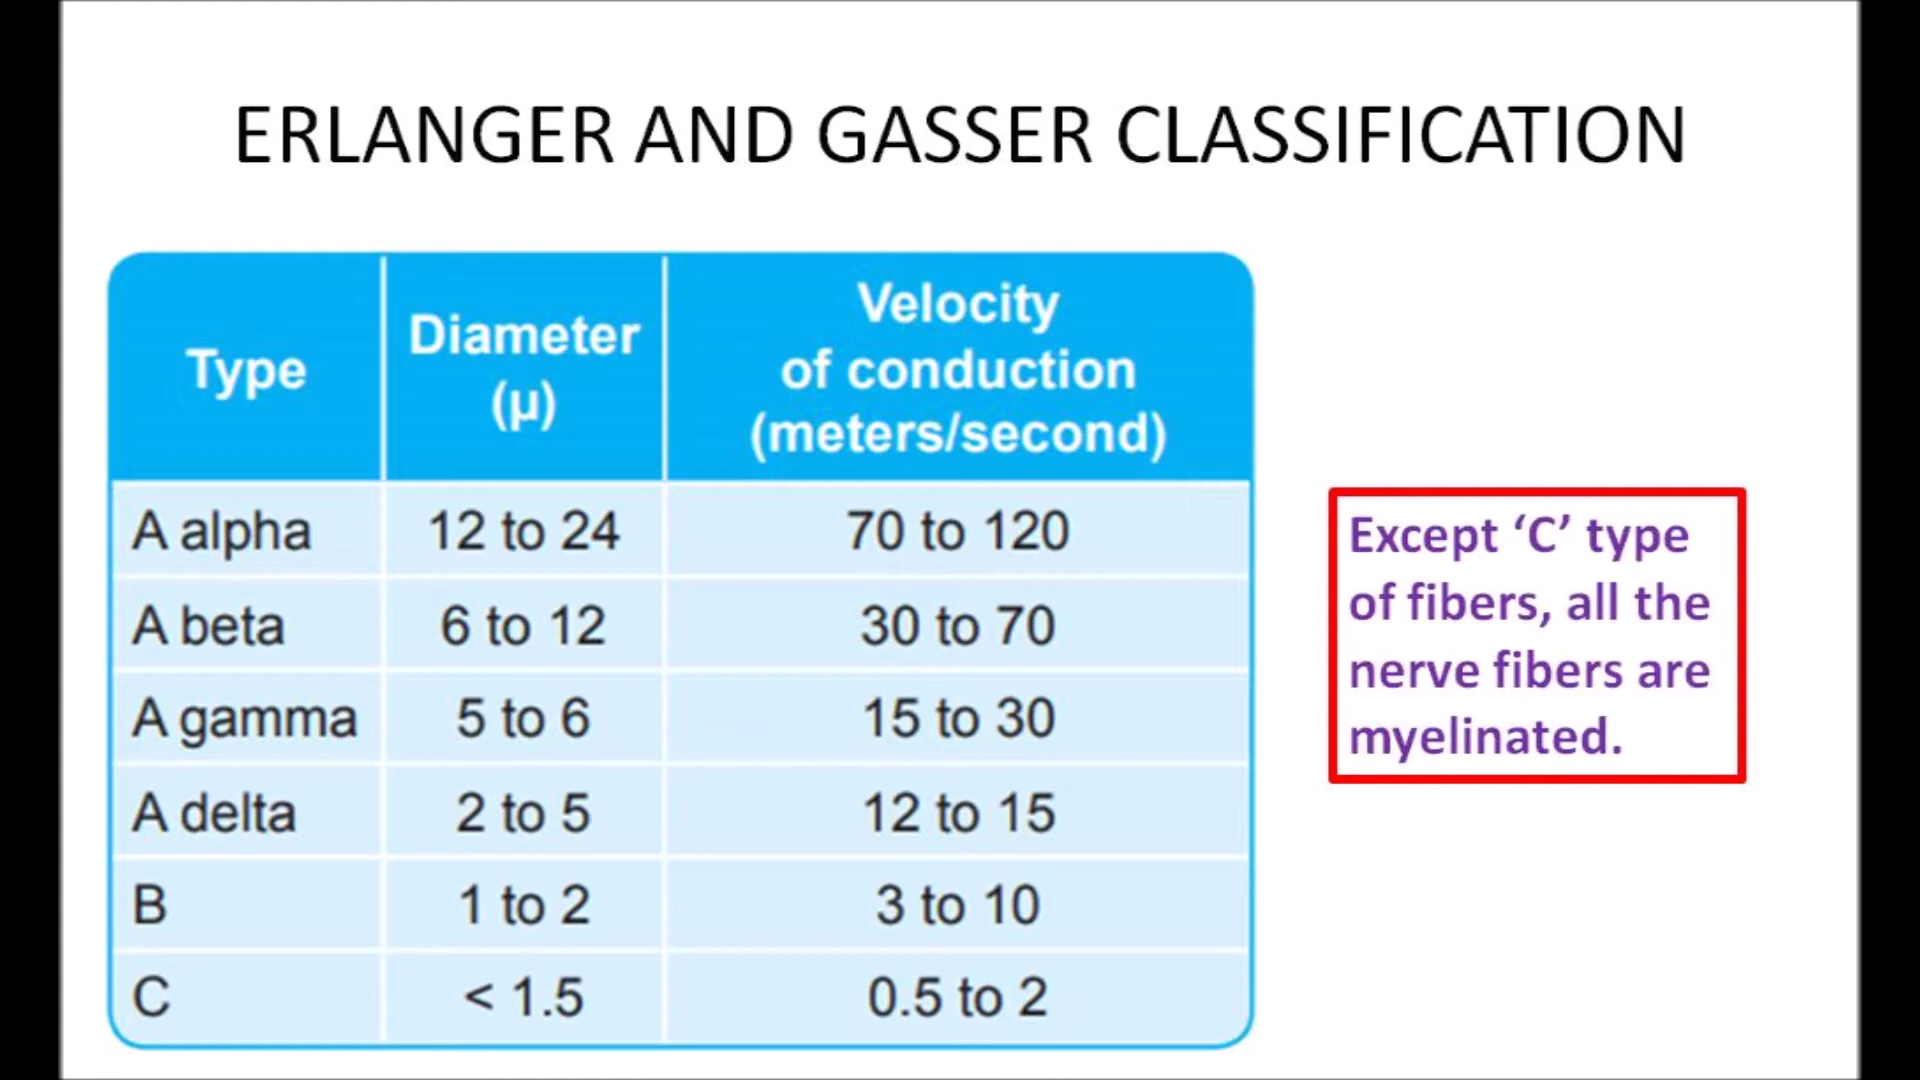 ERLANGER AND GASSER CLASSIFICATION
Type
Diameter
(μ)
Velocity
of conduction
(meters/second)
A alpha 12 to 24 70 to 120
A beta 6 to 12 30 to 70
A gamma 5 to 6 15 to 30
A delta 2 to 5 12 to 15
B 1 to 2 3 to 10
C < 1.5 0.5 to 2
Except ‘C’ type
of fibers, all the
nerve fibers are
myelinated.